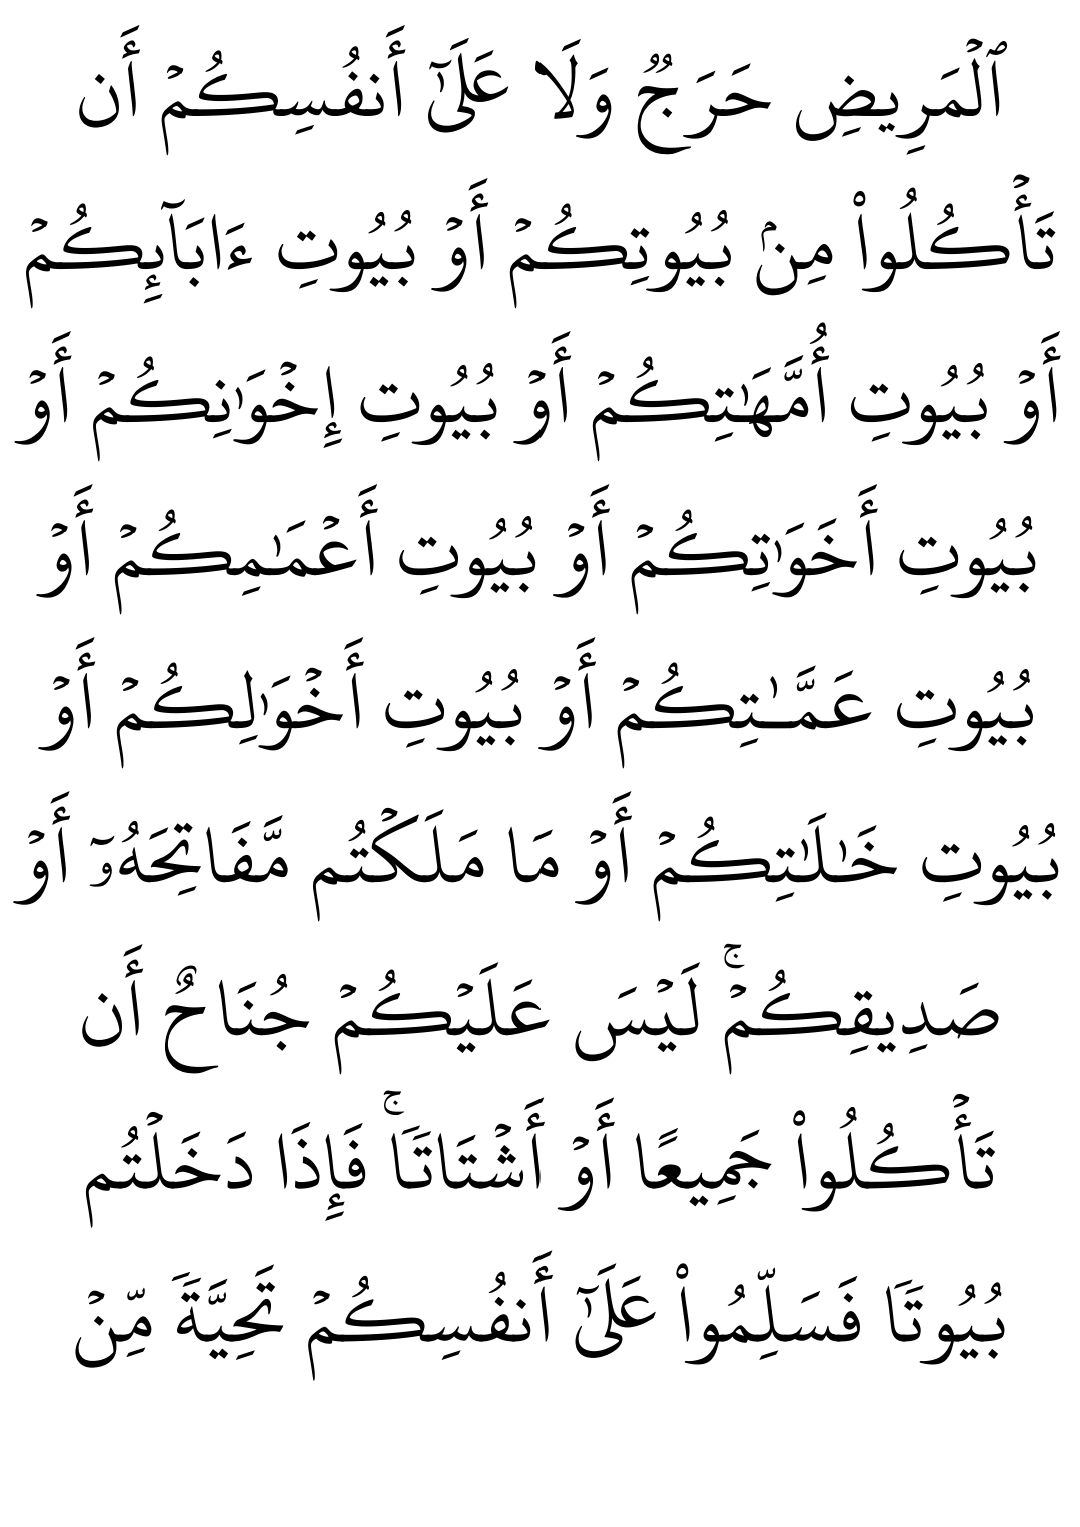 ٱلۡمَرِيضِ حَرَجٞ وَلَا عَلَىٰٓ أَنفُسِكُمۡ أَن
تَأۡكُلُواْ مِنۢ بُيُوتِكُمۡ أَوۡ بُيُوتِ ءَابَآئِكُمۡ
أَوۡ بُيُوتِ أُمَّهَٰتِكُمۡ أَوۡ بُيُوتِ إِخۡوَٰنِكُمۡ أَوۡ
بُيُوتِ أَخَوَٰتِكُمۡ أَوۡ بُيُوتِ أَعۡمَٰمِكُمۡ أَوۡ
بُيُوتِ عَمَّٰتِكُمۡ أَوۡ بُيُوتِ أَخۡوَٰلِكُمۡ أَوۡ
بُيُوتِ خَٰلَٰتِكُمۡ أَوۡ مَا مَلَكۡتُم مَّفَاتِحَهُۥٓ أَوۡ
صَدِيقِكُمۡۚ لَيۡسَ عَلَيۡكُمۡ جُنَاحٌ أَن
تَأۡكُلُواْ جَمِيعًا أَوۡ أَشۡتَاتٗاۚ فَإِذَا دَخَلۡتُم
بُيُوتٗا فَسَلِّمُواْ عَلَىٰٓ أَنفُسِكُمۡ تَحِيَّةٗ مِّنۡ